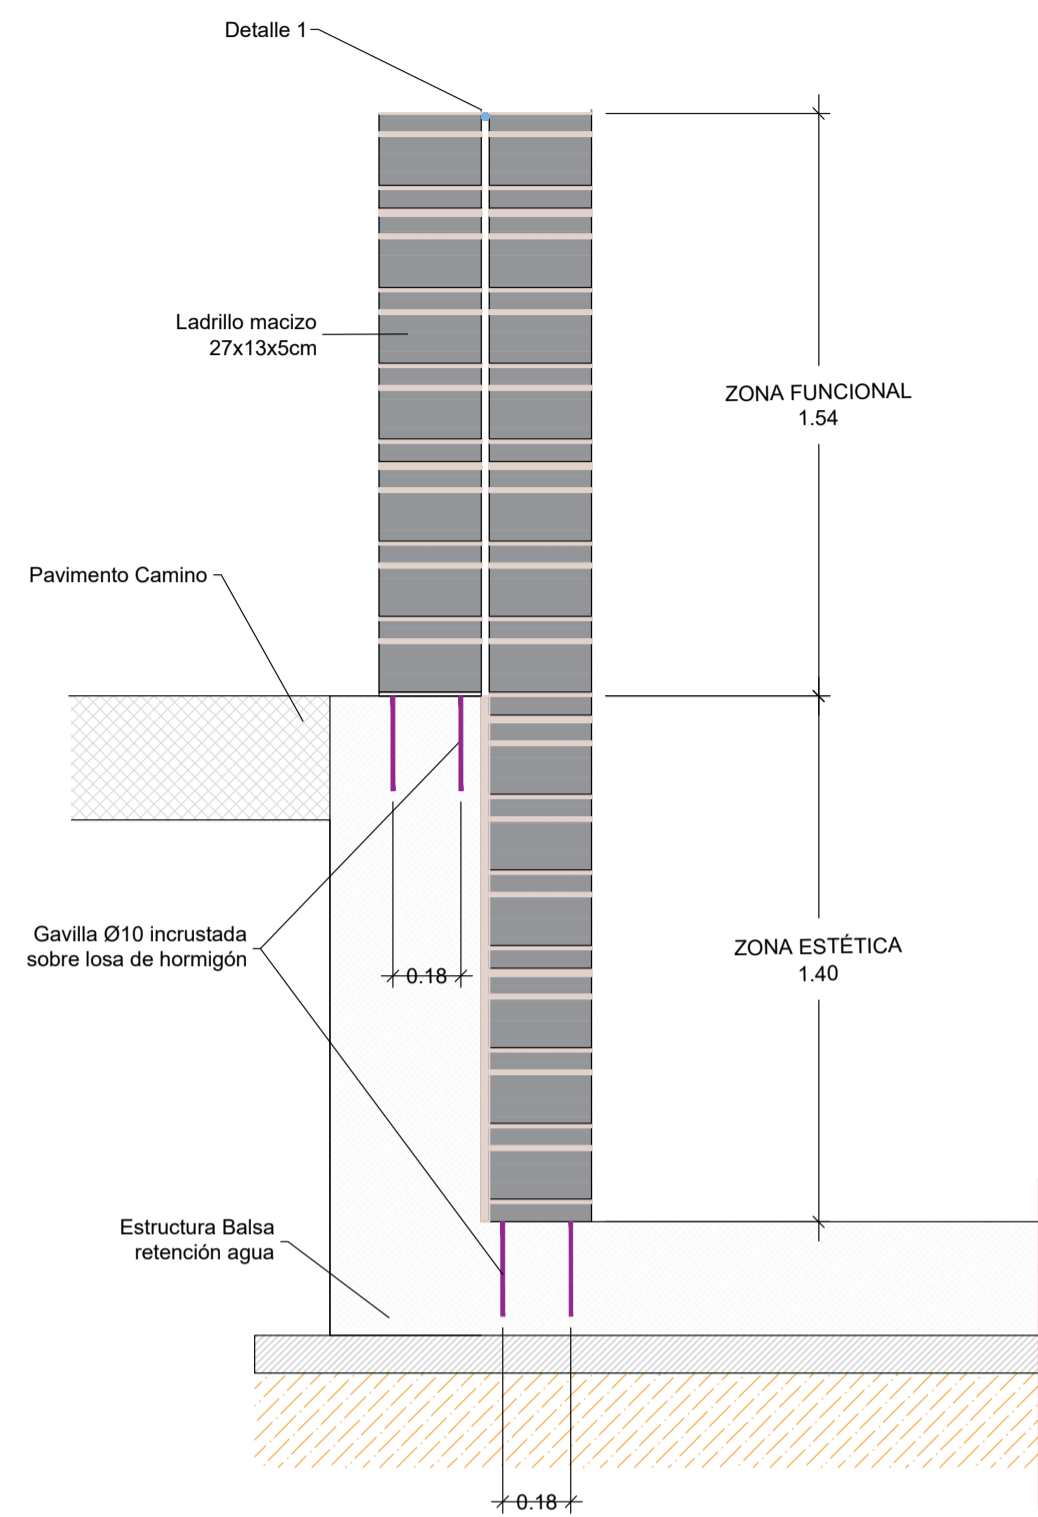 Detalle 1
Ladrillo macizo
27x13x5cm
ZONA FUNCIONAL
1.54
Pavimento Camino
Gavilla Ø10 incrustada
sobre losa de hormigón
0.18
ZONA ESTÉTICA
1.40
Estructura Balsa
retención agua
0.18